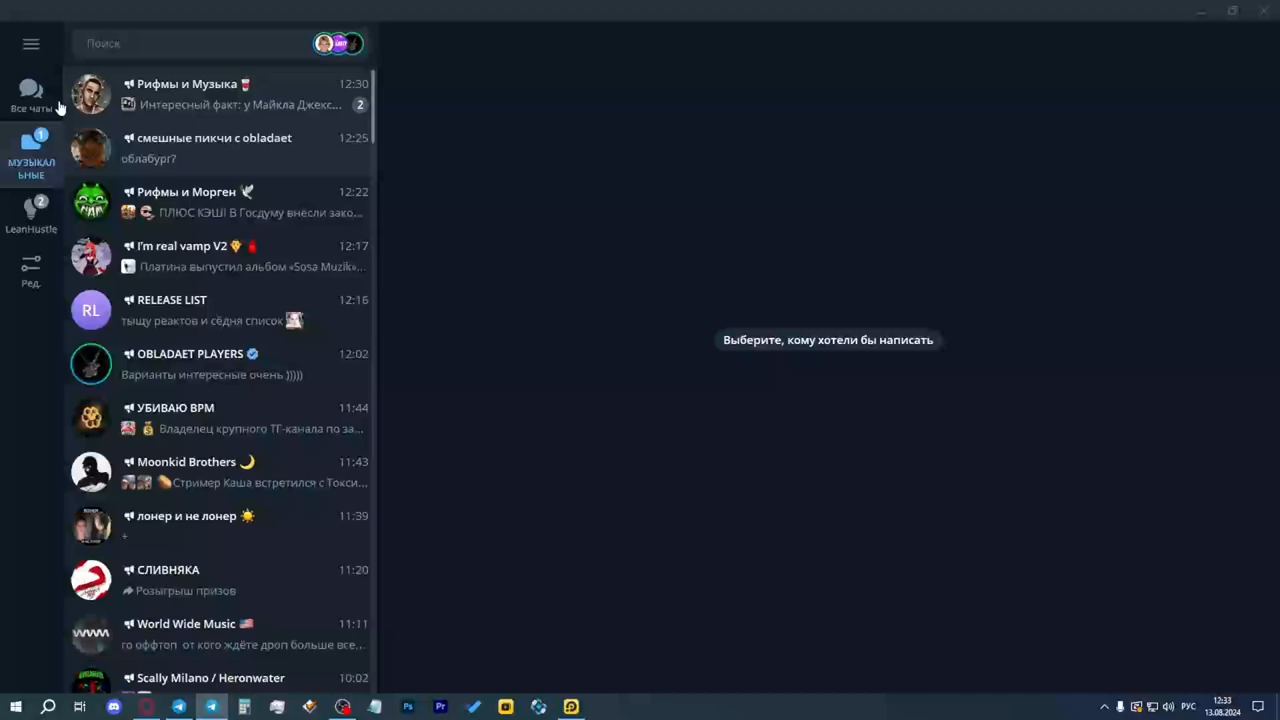 Поиск
Все чаты
1
МУЗЫКАЛ
ЬНЫЕ
2
LeanHustle
Ред.
Рифмы и Музыка 12:30
Интересный факт: у Майкла Джекс... 2
смешные пикчи с obladaet 12:25
облабург?
Рифмы и Морген 12:22
ПЛЮС КЭШ! В Госдуму внесли зако...
I'm real vamp V2 12:17
Платина выпустил альбом «Sosa Muzik»...
RL
RELEASE LIST 12:16
тыщу реактов и сёдня список
OBLADAET PLAYERS 12:02
Варианты интересные очень )))))
УБИВАЮ BPM 11:44
Владелец крупного ТГ-канала по за...
Moonkid Brothers 11:43
Стример Каша встретился с Токси...
лонер и не лонер 11:39
+
СЛИВНЯКА 11:20
Розыгрыш призов
World Wide Music 11:11
го оффтоп от кого ждёте дроп больше все...
Scally Milano / Heronwater 10:02
Выберите, кому хотели бы написать
Ps
Pr
РУС
12:33
13.08.2024